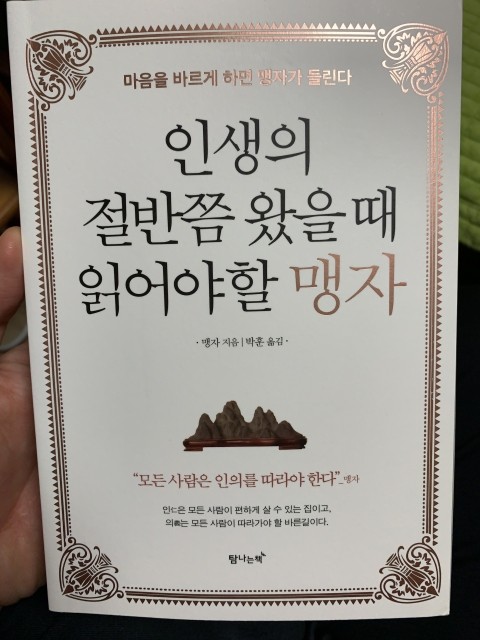 마음을 바르게 하면 맹자가 들린다
인생의
절반쯤 왔을 때
읽어야 할 맹자
· 맹자 지음 | 박훈 옮김 ·
“모든 사람은 인의를 따라야 한다”_맹자
인仁은 모든 사람이 편하게 살 수 있는 집이고,
의義는 모든 사람이 따라가야 할 바른길이다.
탐나는책